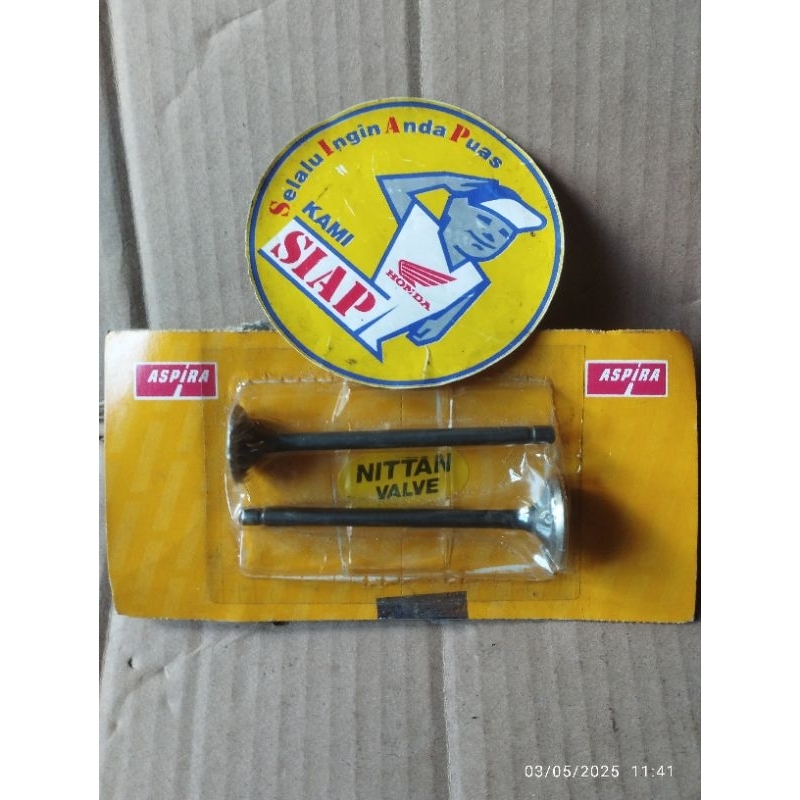 Selalu Ingin Anda Puas
KAMI
SIAP
HONDA
ASPIRA
ASPIRA
NITTAN
VALVE
03/05/2025 11:41